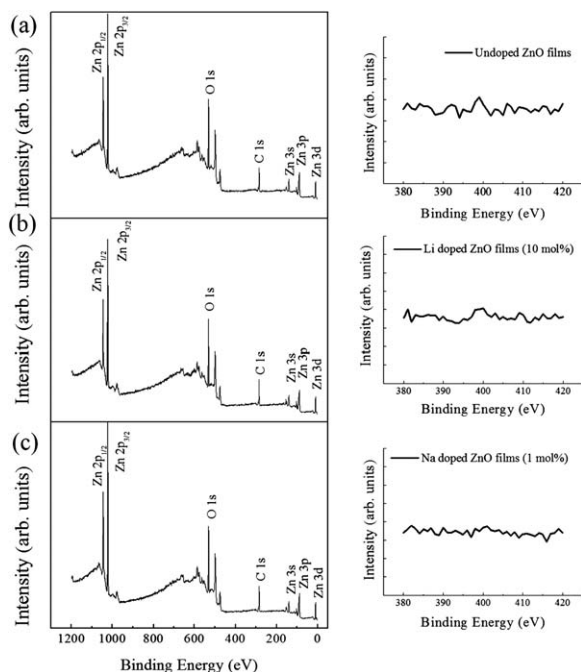 (a)
Intensity (arb. units)
Zn 2p1/2
Zn 2p3/2
O 1s
C 1s
Zn 3s
Zn 3p
Zn 3d
Intensity (arb. units)
Undoped ZnO films
380 390 400 410 420
Binding Energy (eV)
(b)
Intensity (arb. units)
Zn 2p1/2
Zn 2p3/2
O 1s
C 1s
Zn 3s
Zn 3p
Zn 3d
Intensity (arb. units)
Li doped ZnO films (10 mol%)
380 390 400 410 420
Binding Energy (eV)
(c)
Intensity (arb. units)
Zn 2p1/2
Zn 2p3/2
O 1s
C 1s
Zn 3s
Zn 3p
Zn 3d
1200 1000 800 600 400 200 0
Binding Energy (eV)
Intensity (arb. units)
Na doped ZnO films (1 mol%)
380 390 400 410 420
Binding Energy (eV)